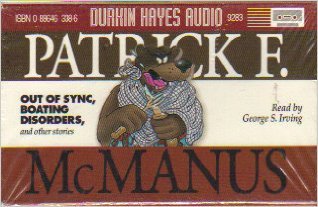 ISBN 0-88646 338-6 DURKIN HAYES AUDIO 9283
PATRICK F.
OUT OF SYNC,
BOATING
DISORDERS,
and other stories
Read by
George S. Irving
McMANUS